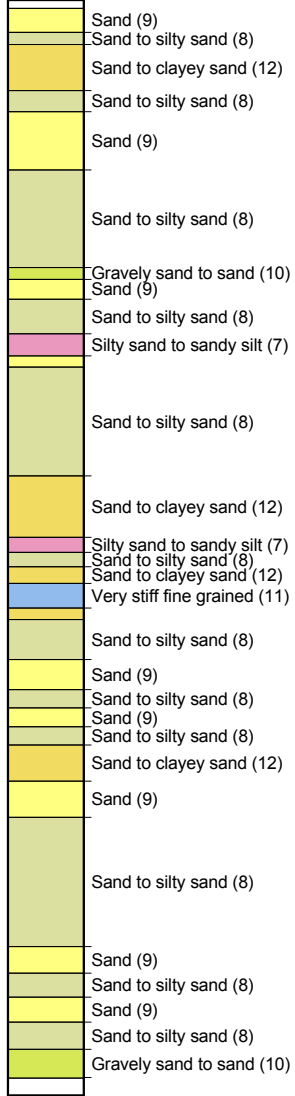 Sand (9)
Sand to silty sand (8)
Sand to clayey sand (12)
Sand to silty sand (8)
Sand (9)
Sand to silty sand (8)
Gravely sand to sand (10)
Sand (9)
Sand to silty sand (8)
Silty sand to sandy silt (7)
Sand to silty sand (8)
Sand to clayey sand (12)
Silty sand to sandy silt (7)
Sand to silty sand (8)
Sand to clayey sand (12)
Very stiff fine grained (11)
Sand to silty sand (8)
Sand (9)
Sand to silty sand (8)
Sand (9)
Sand to silty sand (8)
Sand to clayey sand (12)
Sand (9)
Sand to silty sand (8)
Sand (9)
Sand to silty sand (8)
Sand (9)
Sand to silty sand (8)
Gravely sand to sand (10)